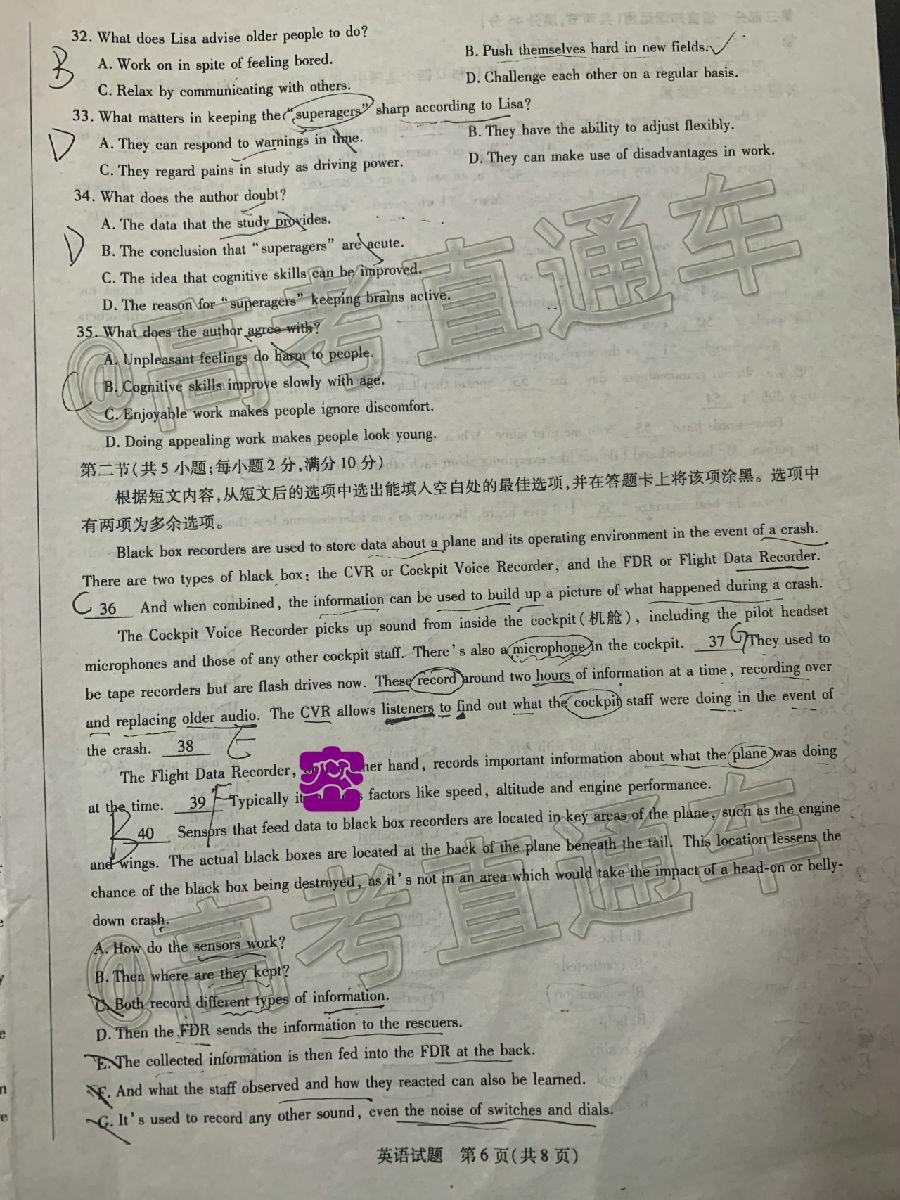 32. What does Lisa advise older people to do?
A. Work on in spite of feeling bored. B. Push themselves hard in new fields.
C. Relax by communicating with others. D. Challenge each other on a regular basis.
B
33. What matters in keeping the "superagers" sharp according to Lisa?
A. They can respond to warnings in time. B. They have the ability to adjust flexibly.
C. They regard pains in study as driving power. D. They can make use of disadvantages in work.
D
34. What does the author doubt?
A. The data that the study provides.
B. The conclusion that "superagers" are acute.
D
C. The idea that cognitive skills can be improved.
D. The reason for "superagers" keeping brains active.
35. What does the author agree with?
A. Unpleasant feelings do harm to people.
B. Cognitive skills improve slowly with age.
C
C. Enjoyable work makes people ignore discomfort.
D. Doing appealing work makes people look young.
第二节(共5小题;每小题2分,满分10分)
根据短文内容,从短文后的选项中选出能填入空白处的最佳选项,并在答题卡上将该项涂黑。选项中
有两项为多余选项。
Black box recorders are used to store data about a plane and its operating environment in the event of a crash.
There are two types of black box: the CVR or Cockpit Voice Recorder, and the FDR or Flight Data Recorder.
C 36 And when combined, the information can be used to build up a picture of what happened during a crash.
The Cockpit Voice Recorder picks up sound from inside the cockpit(机舱), including the pilot headset
microphones and those of any other cockpit staff. There's also a microphone in the cockpit. 37 G They used to
be tape recorders but are flash drives now. These record around two hours of information at a time, recording over
and replacing older audio. The CVR allows listeners to find out what the cockpit staff were doing in the event of
the crash. 38 E
The Flight Data Recorder, her hand, records important information about what the plane was doing
at the time. 39 F Typically it factors like speed, altitude and engine performance.
B 40 Sensors that feed data to black box recorders are located in key areas of the plane, such as the engine
and wings. The actual black boxes are located at the back of the plane beneath the tail. This location lessens the
chance of the black box being destroyed, as it's not in an area which would take the impact of a head-on or belly-
down crash.
A. How do the sensors work?
B. Then where are they kept?
C. Both record different types of information.
D. Then the FDR sends the information to the rescuers.
E. The collected information is then fed into the FDR at the back.
F. And what the staff observed and how they reacted can also be learned.
G. It's used to record any other sound, even the noise of switches and dials.
英语试题 第6页(共8页)
@高考直通车
@高考直通车